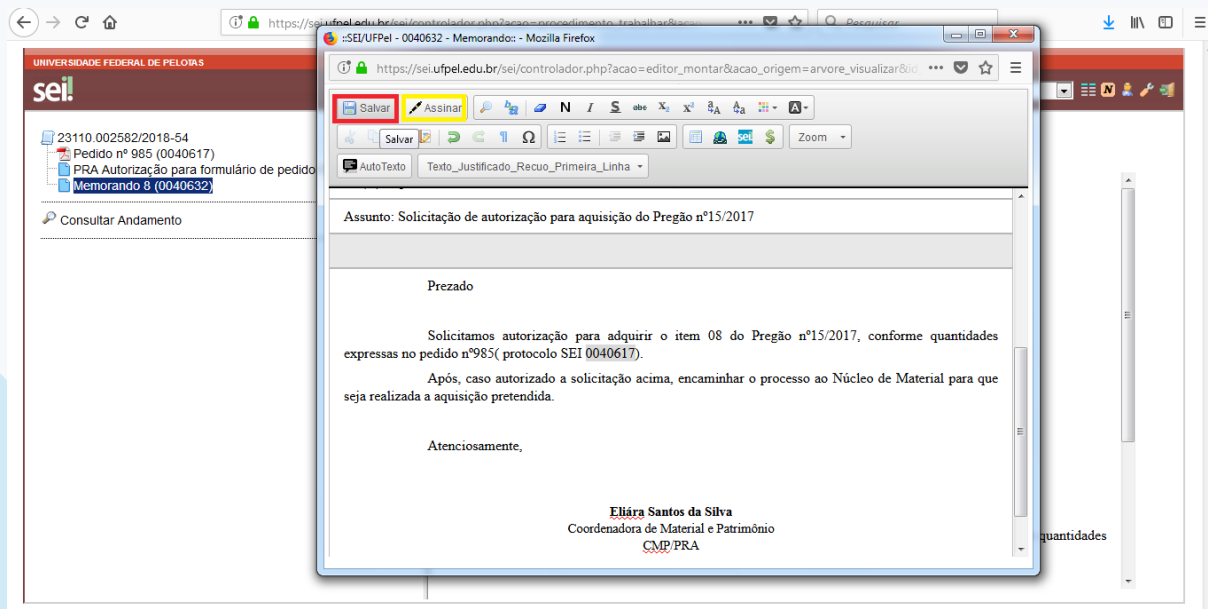 https://sei.ufpel.edu.br/sei/controlador.php?acao=procedimento_trabalhar&aca
Pesquisar
::SEI/UFPel - 0040632 - Memorando:: - Mozilla Firefox
UNIVERSIDADE FEDERAL DE PELOTAS
https://sei.ufpel.edu.br/sei/controlador.php?acao=editor_montar&acao_origem=arvore_visualizar&id
sei!
Salvar Assinar N I S abc
23110.002582/2018-54
Salvar
sei
Zoom
Pedido nº 985 (0040617)
PRA Autorização para formulário de pedido
AutoTexto Texto_Justificado_Recuo_Primeira_Linha
Memorando 8 (0040632)
Consultar Andamento
Assunto: Solicitação de autorização para aquisição do Pregão nº15/2017
Prezado
Solicitamos autorização para adquirir o item 08 do Pregão nº15/2017, conforme quantidades
expressas no pedido nº985( protocolo SEI 0040617).
Após, caso autorizado a solicitação acima, encaminhar o processo ao Núcleo de Material para que
seja realizada a aquisição pretendida.
Atenciosamente,
Eliára Santos da Silva
Coordenadora de Material e Patrimônio
CMP/PRA
quantidades